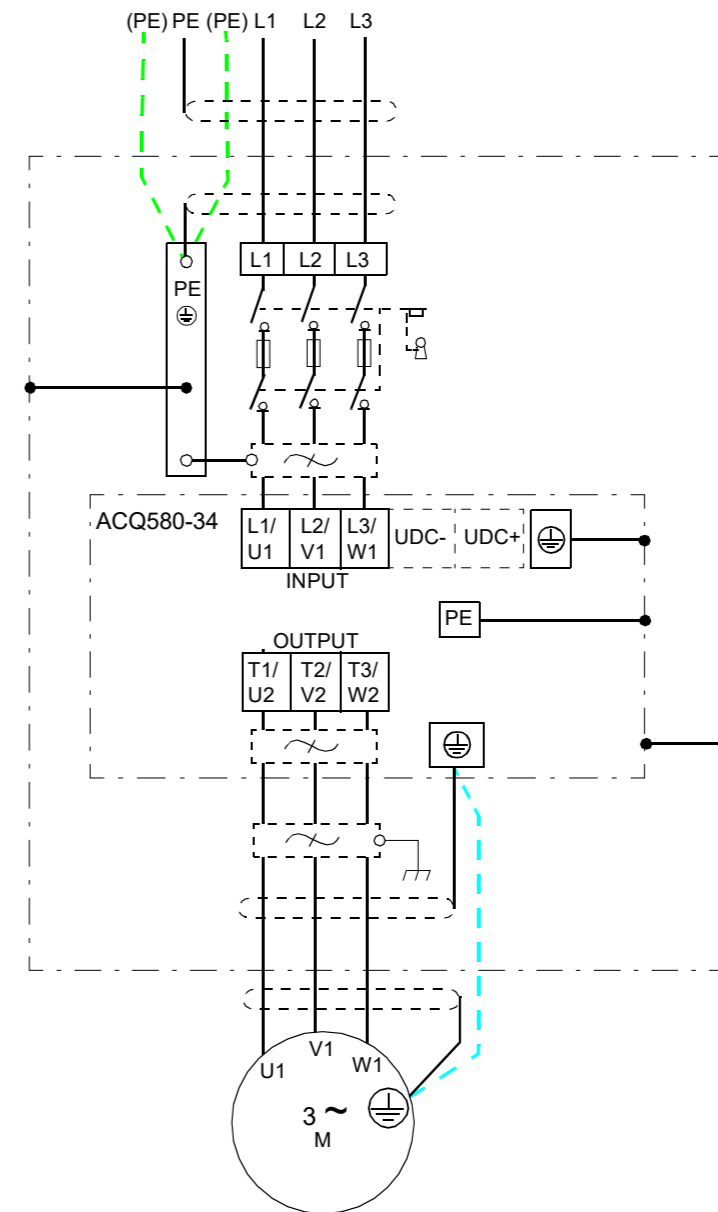 (PE) PE (PE) L1 L2 L3
L1 L2 L3
PE
ACQ580-34
L1/ L2/ L3/
U1 V1 W1
UDC- UDC+
INPUT
PE
OUTPUT
T1/ T2/ T3/
U2 V2 W2
U1 V1 W1
3 ~
M